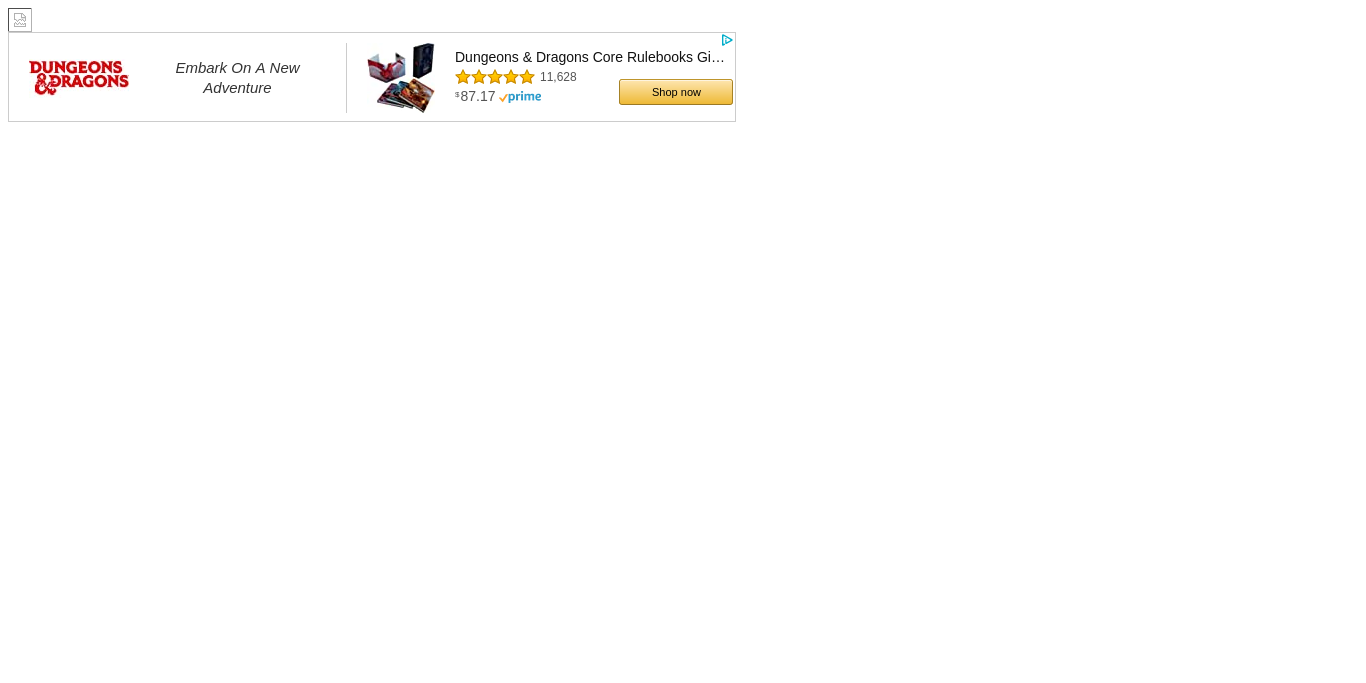 DUNGEONS
& DRAGONS
Embark On A New
Adventure
Dungeons & Dragons Core Rulebooks Gi…
11,628
$87.17 prime
Shop now